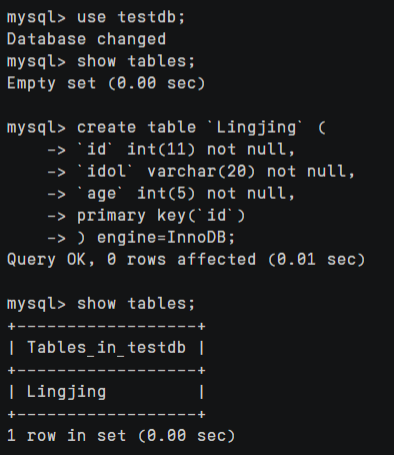 mysql> use testdb;
Database changed
mysql> show tables;
Empty set (0.00 sec)

mysql> create table `Lingjing` (
    -> `id` int(11) not null,
    -> `idol` varchar(20) not null,
    -> `age` int(5) not null,
    -> primary key(`id`)
    -> ) engine=InnoDB;
Query OK, 0 rows affected (0.01 sec)

mysql> show tables;
+------------------+
| Tables_in_testdb |
+------------------+
| Lingjing         |
+------------------+
1 row in set (0.00 sec)